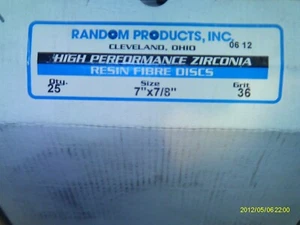 RANDOM PRODUCTS, INC.
CLEVELAND, OHIO
06 12
HIGH PERFORMANCE ZIRCONIA
RESIN FIBRE DISCS
Qty. Size Grit
25 7"x7/8" 36
2012/05/06 22:00